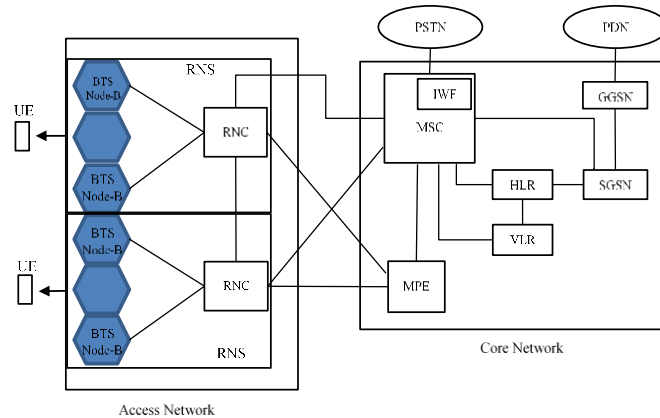 PSTN
PDN
RNS
BTS
Node-B
UE
RNC
IWF
MSC
GGSN
BTS
Node-B
HLR
SGSN
BTS
Node-B
VLR
UE
RNC
MPE
BTS
Node-B
RNS
Core Network
Access Network